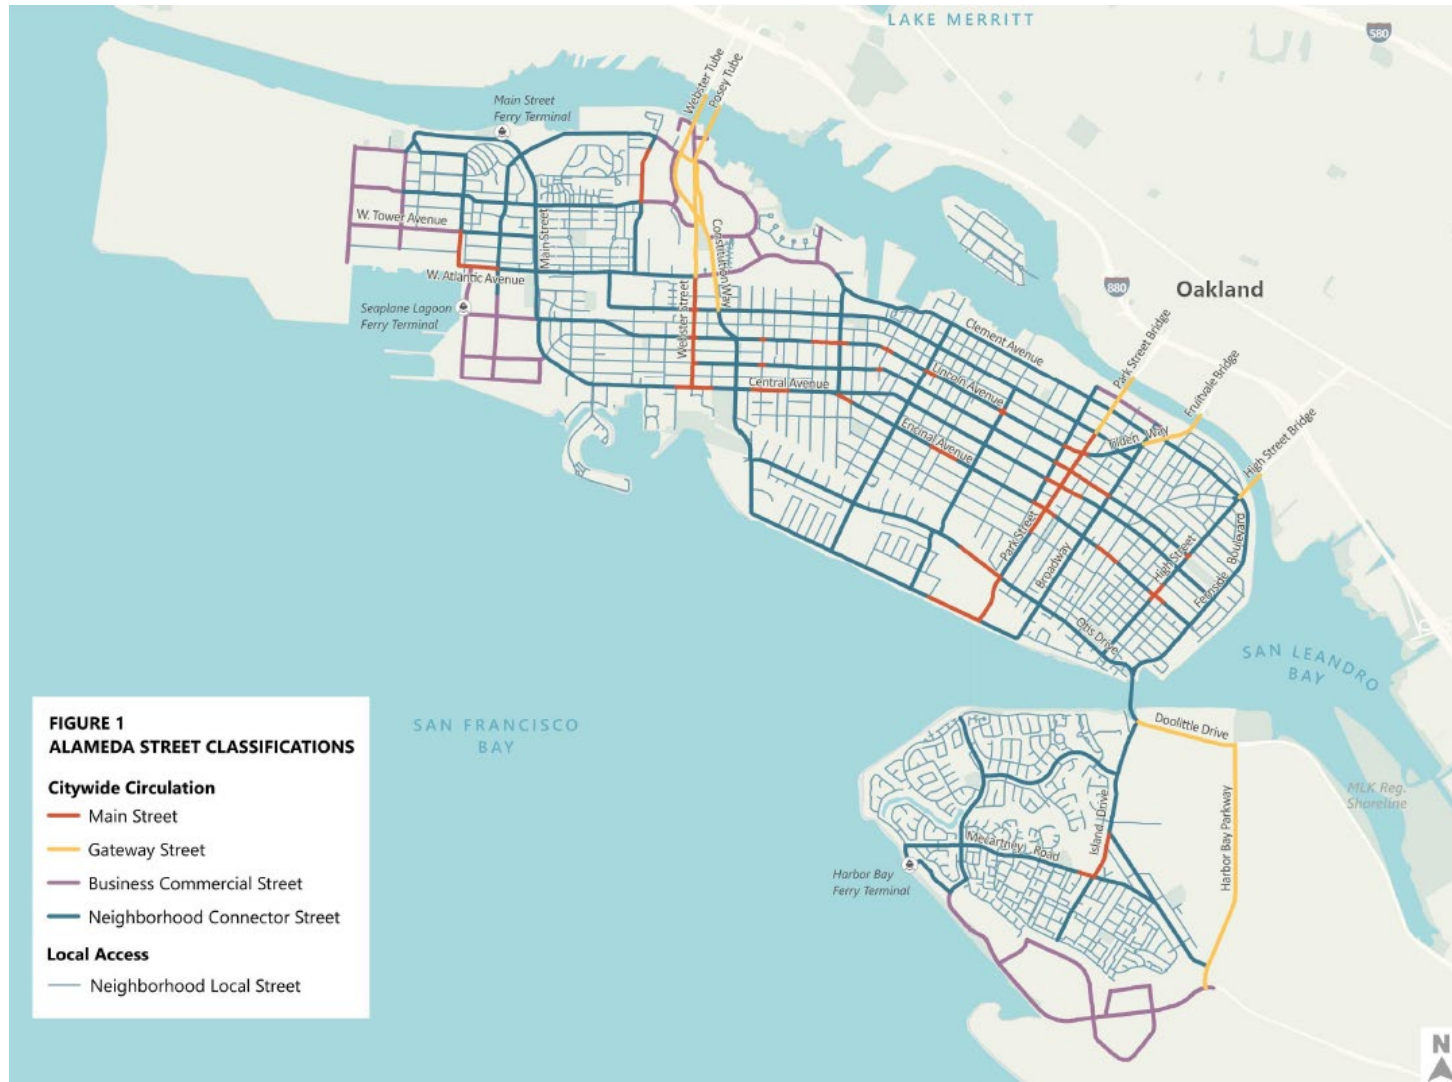 LAKE MERRITT
580
Webster Tube
Posey Tube
Main Street
Ferry Terminal
W. Tower Avenue
Main Street
Constitution Way
W. Atlantic Avenue
880
Oakland
Seaplane Lagoon
Ferry Terminal
Webster Street
Clement Avenue
Park Street Bridge
Fruitvale Bridge
Central Avenue
Lincoln Avenue
Encinal Avenue
Tilden Way
High Street Bridge
Park Street
Broadway
High Street
Fernside Boulevard
Otis Drive
SAN LEANDRO
BAY
FIGURE 1
ALAMEDA STREET CLASSIFICATIONS
Citywide Circulation
Main Street
Gateway Street
Business Commercial Street
Neighborhood Connector Street
Local Access
Neighborhood Local Street
SAN FRANCISCO
BAY
Doolittle Drive
MLK Reg.
Shoreline
Island Drive
Harbor Bay Parkway
Mecartney Road
Harbor Bay
Ferry Terminal
N